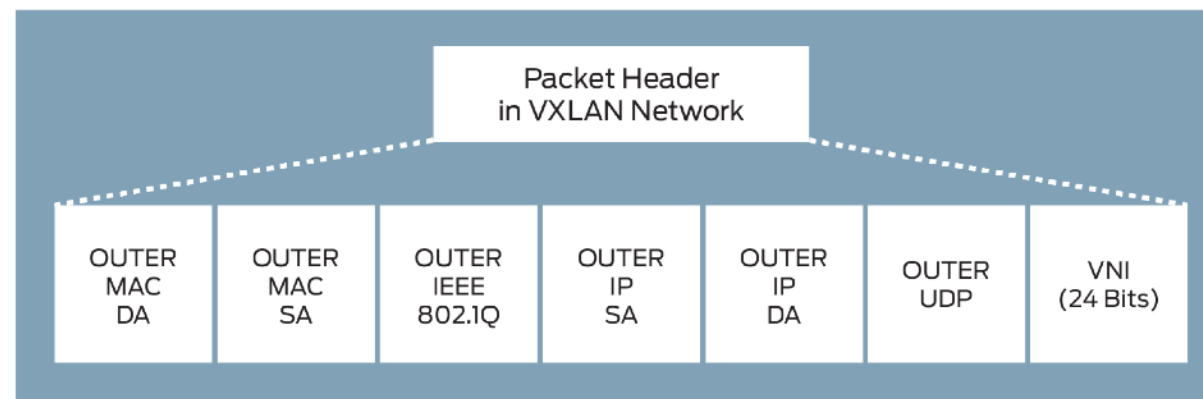 Packet Header
in VXLAN Network
OUTER
MAC
DA
OUTER
MAC
SA
OUTER
IEEE
802.1Q
OUTER
IP
SA
OUTER
IP
DA
OUTER
UDP
VNI
(24 Bits)